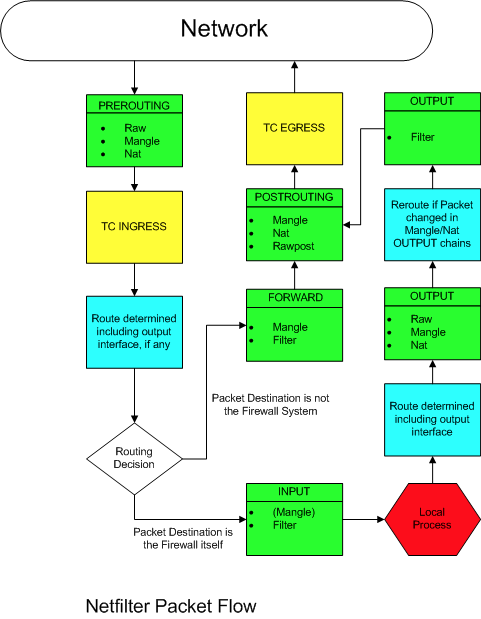 Network
PREROUTING
• Raw
• Mangle
• Nat
TC INGRESS
Route determined
including output
interface, if any
Routing
Decision
Packet Destination is not
the Firewall System
Packet Destination is
the Firewall itself
TC EGRESS
POSTROUTING
• Mangle
• Nat
• Rawpost
FORWARD
• Mangle
• Filter
INPUT
• (Mangle)
• Filter
OUTPUT
• Filter
Reroute if Packet
changed in
Mangle/Nat
OUTPUT chains
OUTPUT
• Raw
• Mangle
• Nat
Route determined
including output
interface
Local
Process
Netfilter Packet Flow